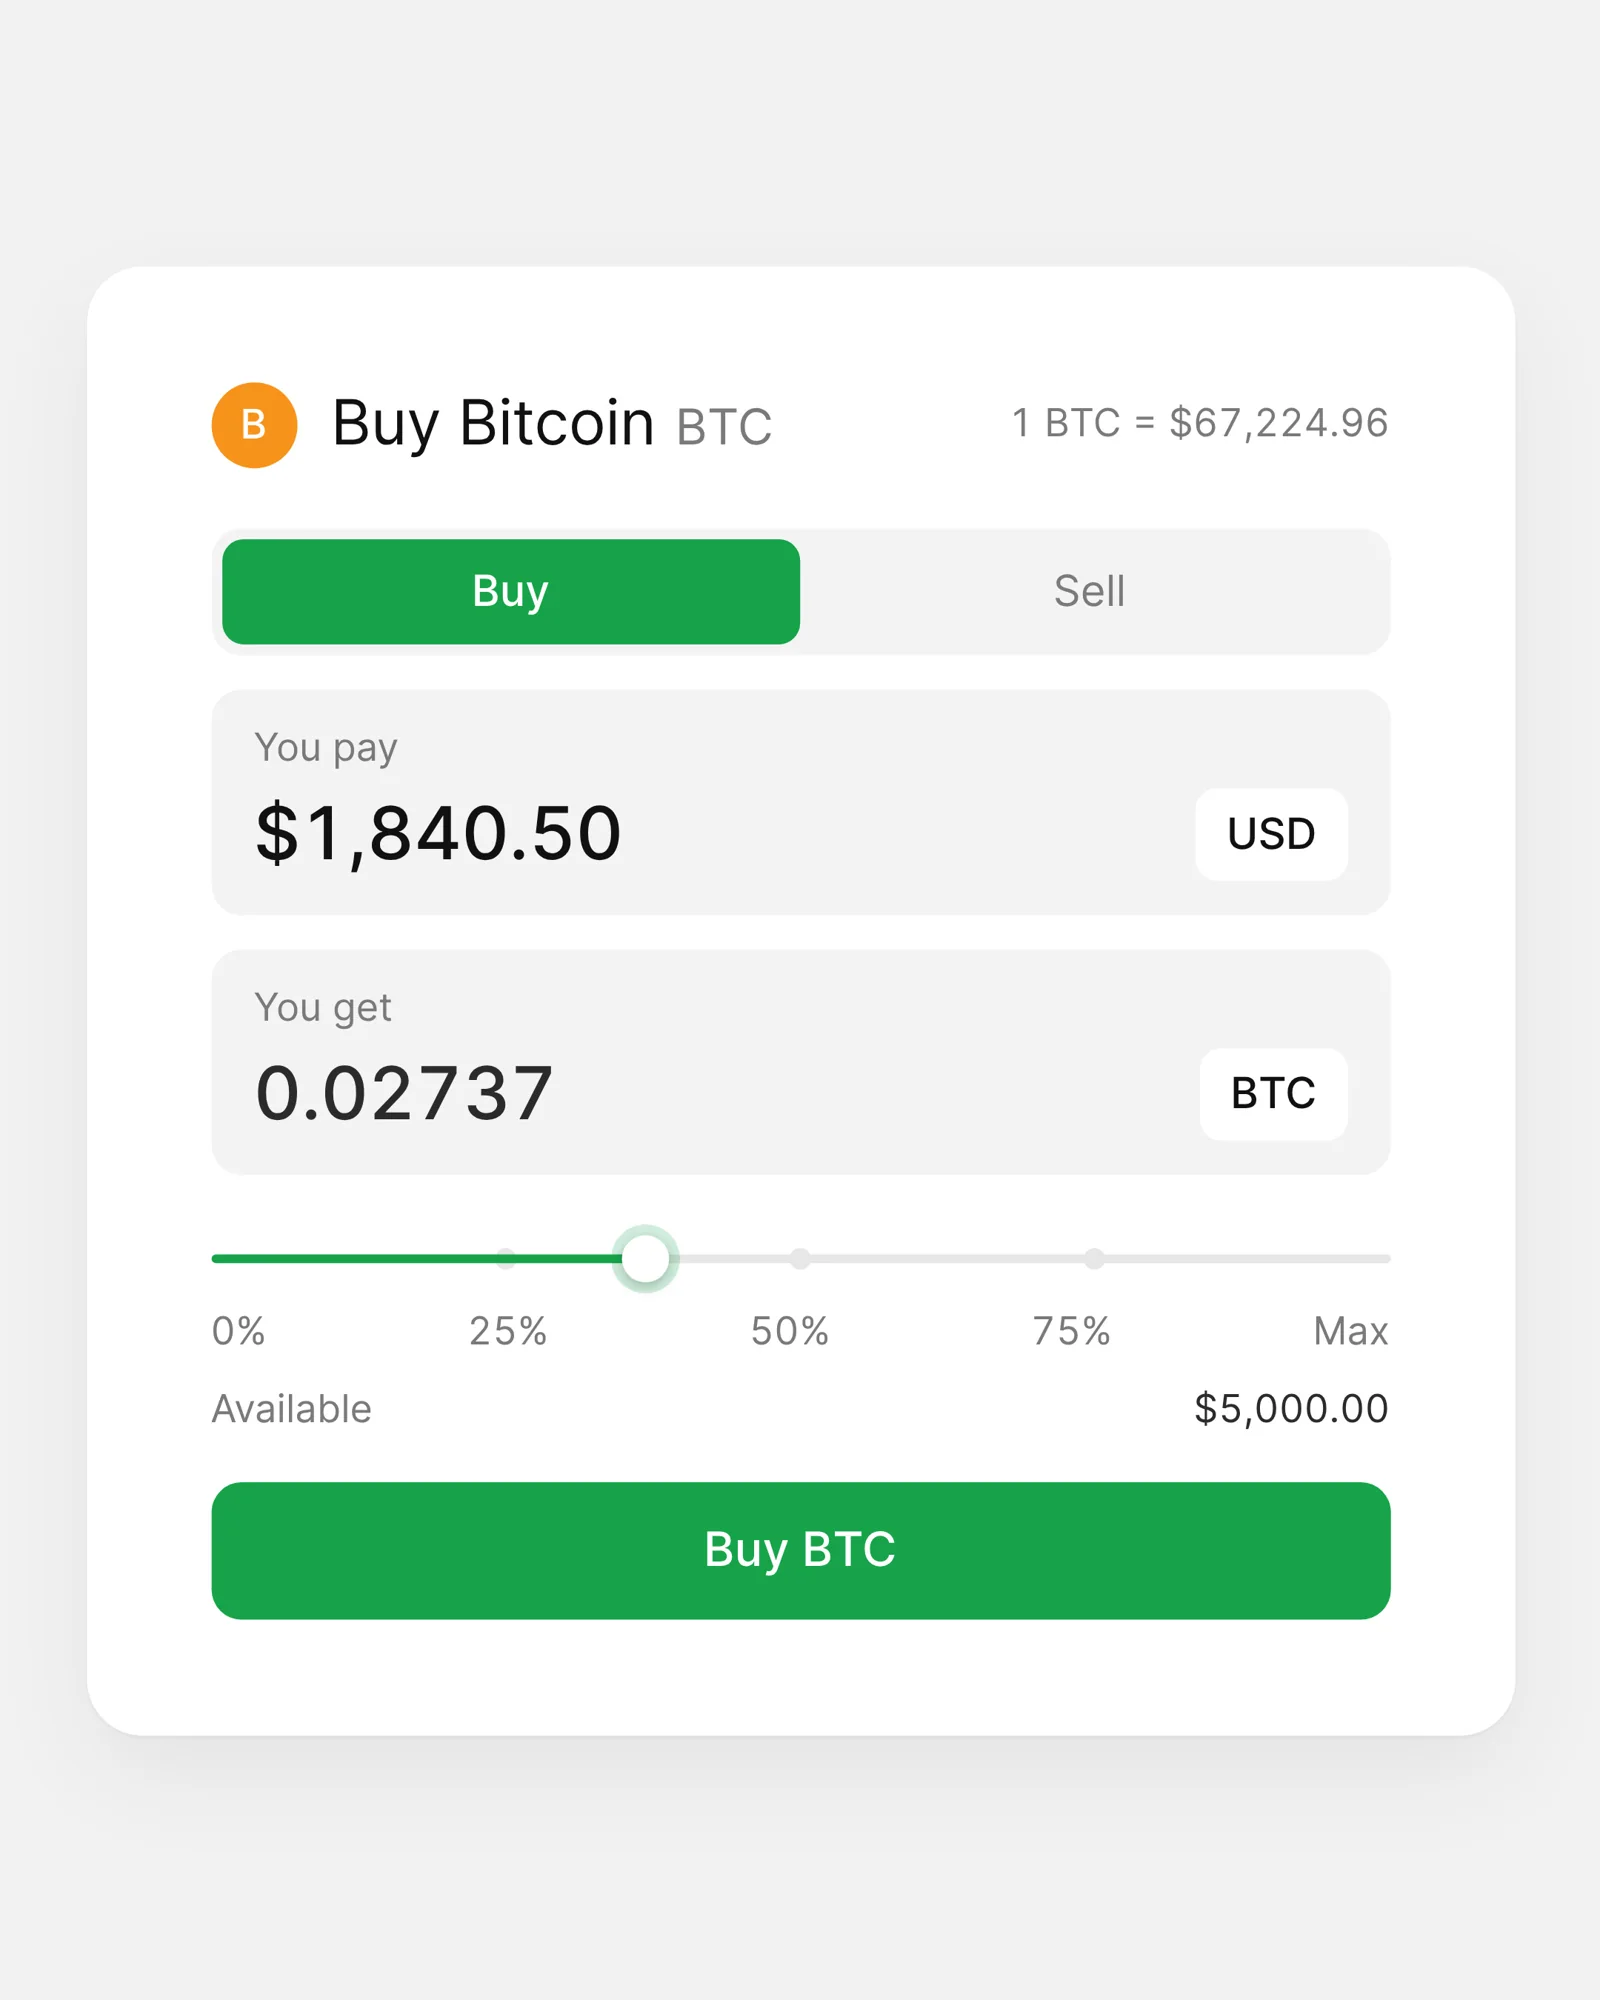 B Buy Bitcoin BTC 1 BTC = $67,224.96
Buy Sell
You pay
$1,840.50 USD
You get
0.02737 BTC
0% 25% 50% 75% Max
Available $5,000.00
Buy BTC